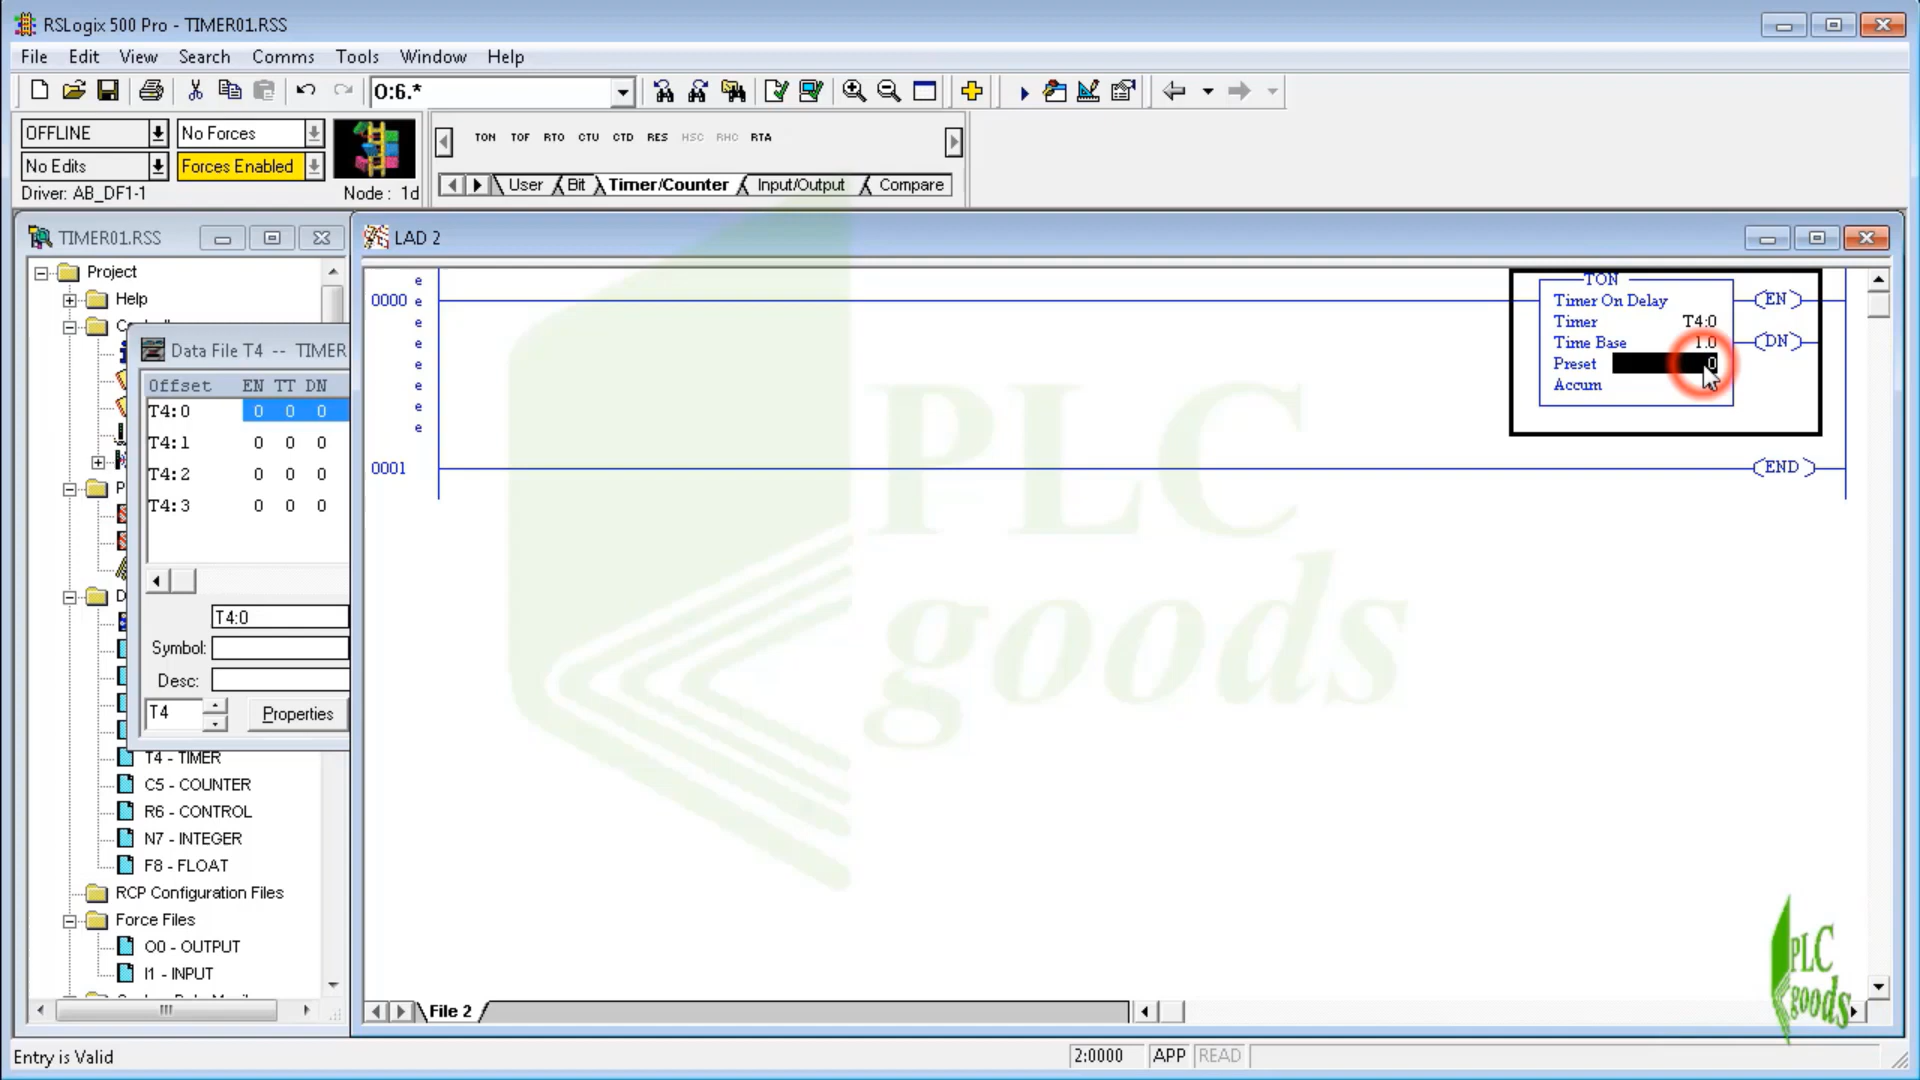 RSLogix 500 Pro - TIMER01.RSS
File Edit View Search Comms Tools Window Help
O:6.*
OFFLINE No Forces
No Edits Forces Enabled
Driver: AB_DF1-1 Node : 1d
TON TOF RTO CTU CTD RES HSC RHC RTA
User Bit Timer/Counter Input/Output Compare
TIMER01.RSS
Project
Help
Data File T4 -- TIMER
Offset EN TT DN
T4:0 0 0 0
T4:1 0 0 0
T4:2 0 0 0
T4:3 0 0 0
T4:0
Symbol:
Desc:
T4 Properties
T4 - TIMER
C5 - COUNTER
R6 - CONTROL
N7 - INTEGER
F8 - FLOAT
RCP Configuration Files
Force Files
O0 - OUTPUT
I1 - INPUT
LAD 2
e
0000 e
e
e
e
e
e
e
TON
Timer On Delay EN
Timer T4:0
Time Base 1.0 DN
Preset 0
Accum
0001 END
PLC
goods
PLC
goods
File 2
Entry is Valid 2:0000 APP READ